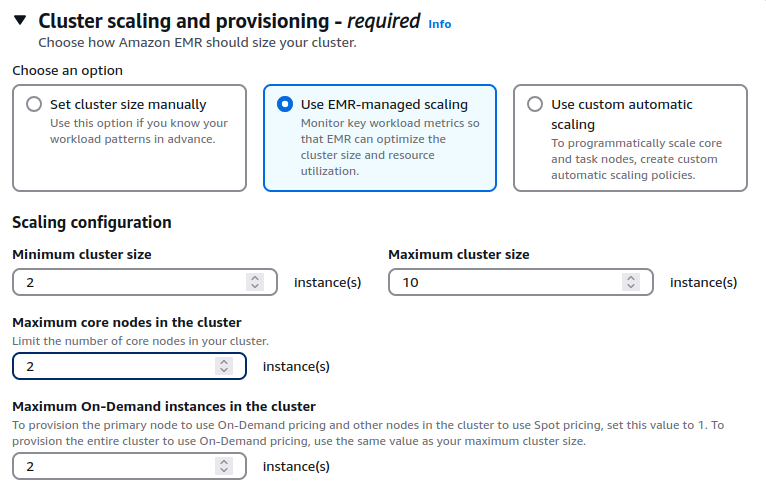 Cluster scaling and provisioning - required Info
Choose how Amazon EMR should size your cluster.
Choose an option
Set cluster size manually
Use this option if you know your
workload patterns in advance.
Use EMR-managed scaling
Monitor key workload metrics so
that EMR can optimize the
cluster size and resource
utilization.
Use custom automatic
scaling
To programmatically scale core
and task nodes, create custom
automatic scaling policies.
Scaling configuration
Minimum cluster size
2 instance(s)
Maximum cluster size
10 instance(s)
Maximum core nodes in the cluster
Limit the number of core nodes in your cluster.
2 instance(s)
Maximum On-Demand instances in the cluster
To provision the primary node to use On-Demand pricing and other nodes in the cluster to use Spot pricing, set this value to 1. To
provision the entire cluster to use On-Demand pricing, use the same value as your maximum cluster size.
2 instance(s)